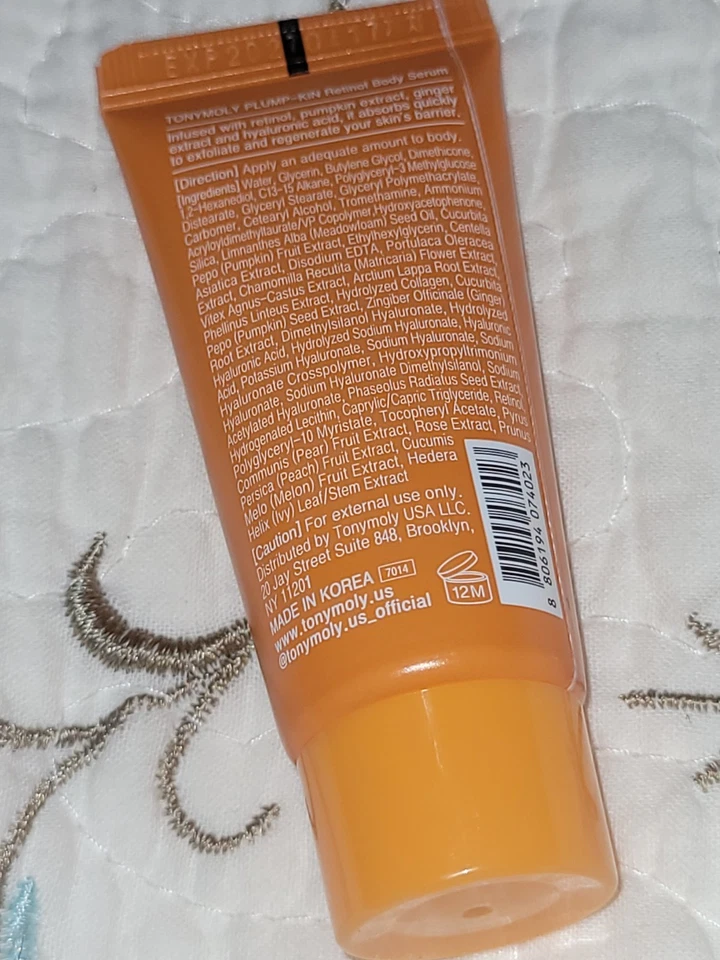 EXP20
TONYMOLY PLUMP-KIN Retinol Body Serum
Infused with retinol, pumpkin extract, ginger
extract and hyaluronic acid, it absorbs quickly
to exfoliate and regenerate your skin's barrier.
[Direction] Apply an adequate amount to body.
[Ingredients] Water, Glycerin, Butylene Glycol, Dimethicone,
1,2-Hexanediol, C13-15 Alkane, Polyglyceryl-3 Methylglucose
Distearate, Glyceryl Stearate, Glyceryl Polymethacrylate,
Carbomer, Cetearyl Alcohol, Tromethamine, Ammonium
Acryloyldimethyltaurate/VP Copolymer,Hydroxyacetophenone,
Silica, Limnanthes Alba (Meadowfoam) Seed Oil, Cucurbita
Pepo (Pumpkin) Fruit Extract, Ethylhexylglycerin, Centella
Asiatica Extract, Disodium EDTA, Portulaca Oleracea
Extract, Chamomilla Recutita (Matricaria) Flower Extract,
Vitex Agnus-Castus Extract, Arctium Lappa Root Extract,
Phellinus Linteus Extract, Hydrolyzed Collagen, Cucurbita
Pepo (Pumpkin) Seed Extract, Zingiber Officinale (Ginger)
Root Extract, Dimethylsilanol Hyaluronate, Hydrolyzed
Hyaluronic Acid, Hydrolyzed Sodium Hyaluronate, Hyaluronic
Acid, Potassium Hyaluronate, Sodium Hyaluronate, Sodium
Hyaluronate Crosspolymer, Hydroxypropyltrimonium
Hyaluronate, Sodium Hyaluronate Dimethylsilanol, Sodium
Acetylated Hyaluronate, Phaseolus Radiatus Seed Extract,
Hydrogenated Lecithin, Caprylic/Capric Triglyceride, Retinol,
Polyglyceryl-10 Myristate, Tocopheryl Acetate, Pyrus
Communis (Pear) Fruit Extract, Rose Extract, Prunus
Persica (Peach) Fruit Extract, Cucumis
Melo (Melon) Fruit Extract, Hedera
Helix (Ivy) Leaf/Stem Extract
[Caution] For external use only.
Distributed by Tonymoly USA LLC.
20 Jay Street Suite 848, Brooklyn,
NY 11201
MADE IN KOREA 7014
www.tonymoly.us
@tonymoly.us_official
12M
8 806194 074023